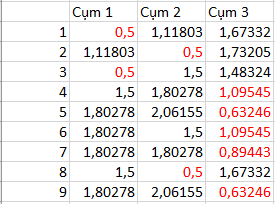 Cụm 1 Cụm 2 Cụm 3
1 0,5 1,11803 1,67332
2 1,11803 0,5 1,73205
3 0,5 1,5 1,48324
4 1,5 1,80278 1,09545
5 1,80278 2,06155 0,63246
6 1,80278 1,5 1,09545
7 1,80278 1,80278 0,89443
8 1,5 0,5 1,67332
9 1,80278 2,06155 0,63246